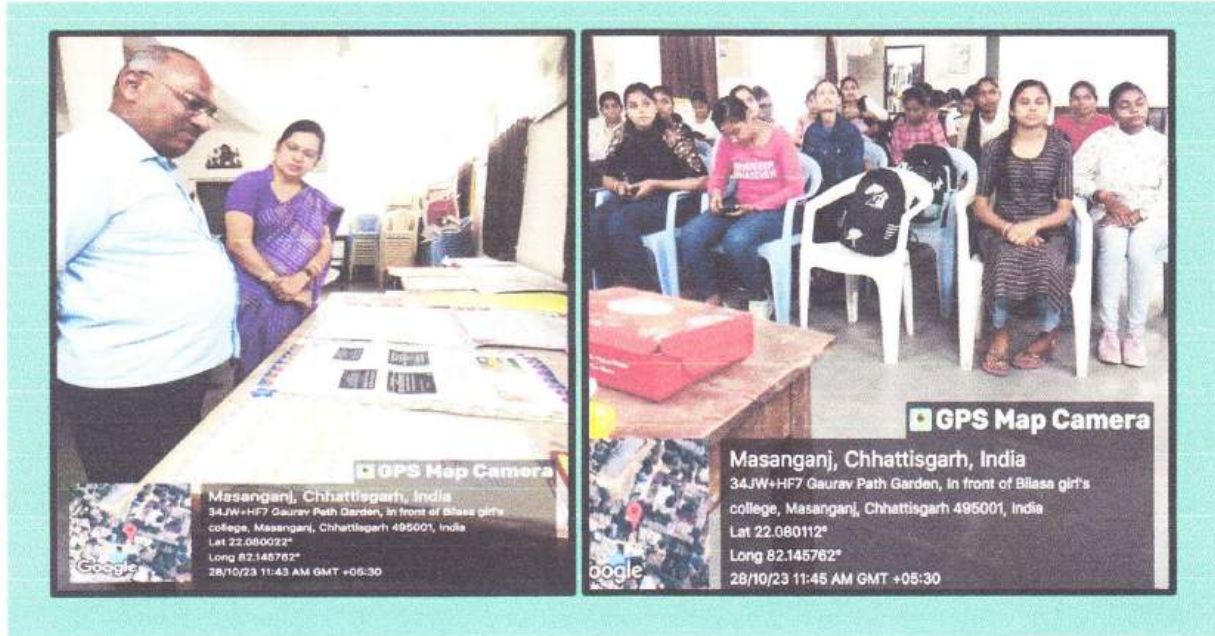 GPS Map Camera
Masanganj, Chhattisgarh, India
34JW+HF7 Gaurav Path Garden, In front of Bilasa girl's
college, Masanganj, Chhattisgarh 495001, India
Lat 22.080022°
Long 82.145762°
28/10/23 11:43 AM GMT +05:30
Google
WHATEVER
GPS Map Camera
Masanganj, Chhattisgarh, India
34JW+HF7 Gaurav Path Garden, In front of Bilasa girl's
college, Masanganj, Chhattisgarh 495001, India
Lat 22.080112°
Long 82.145762°
28/10/23 11:45 AM GMT +05:30
oogle